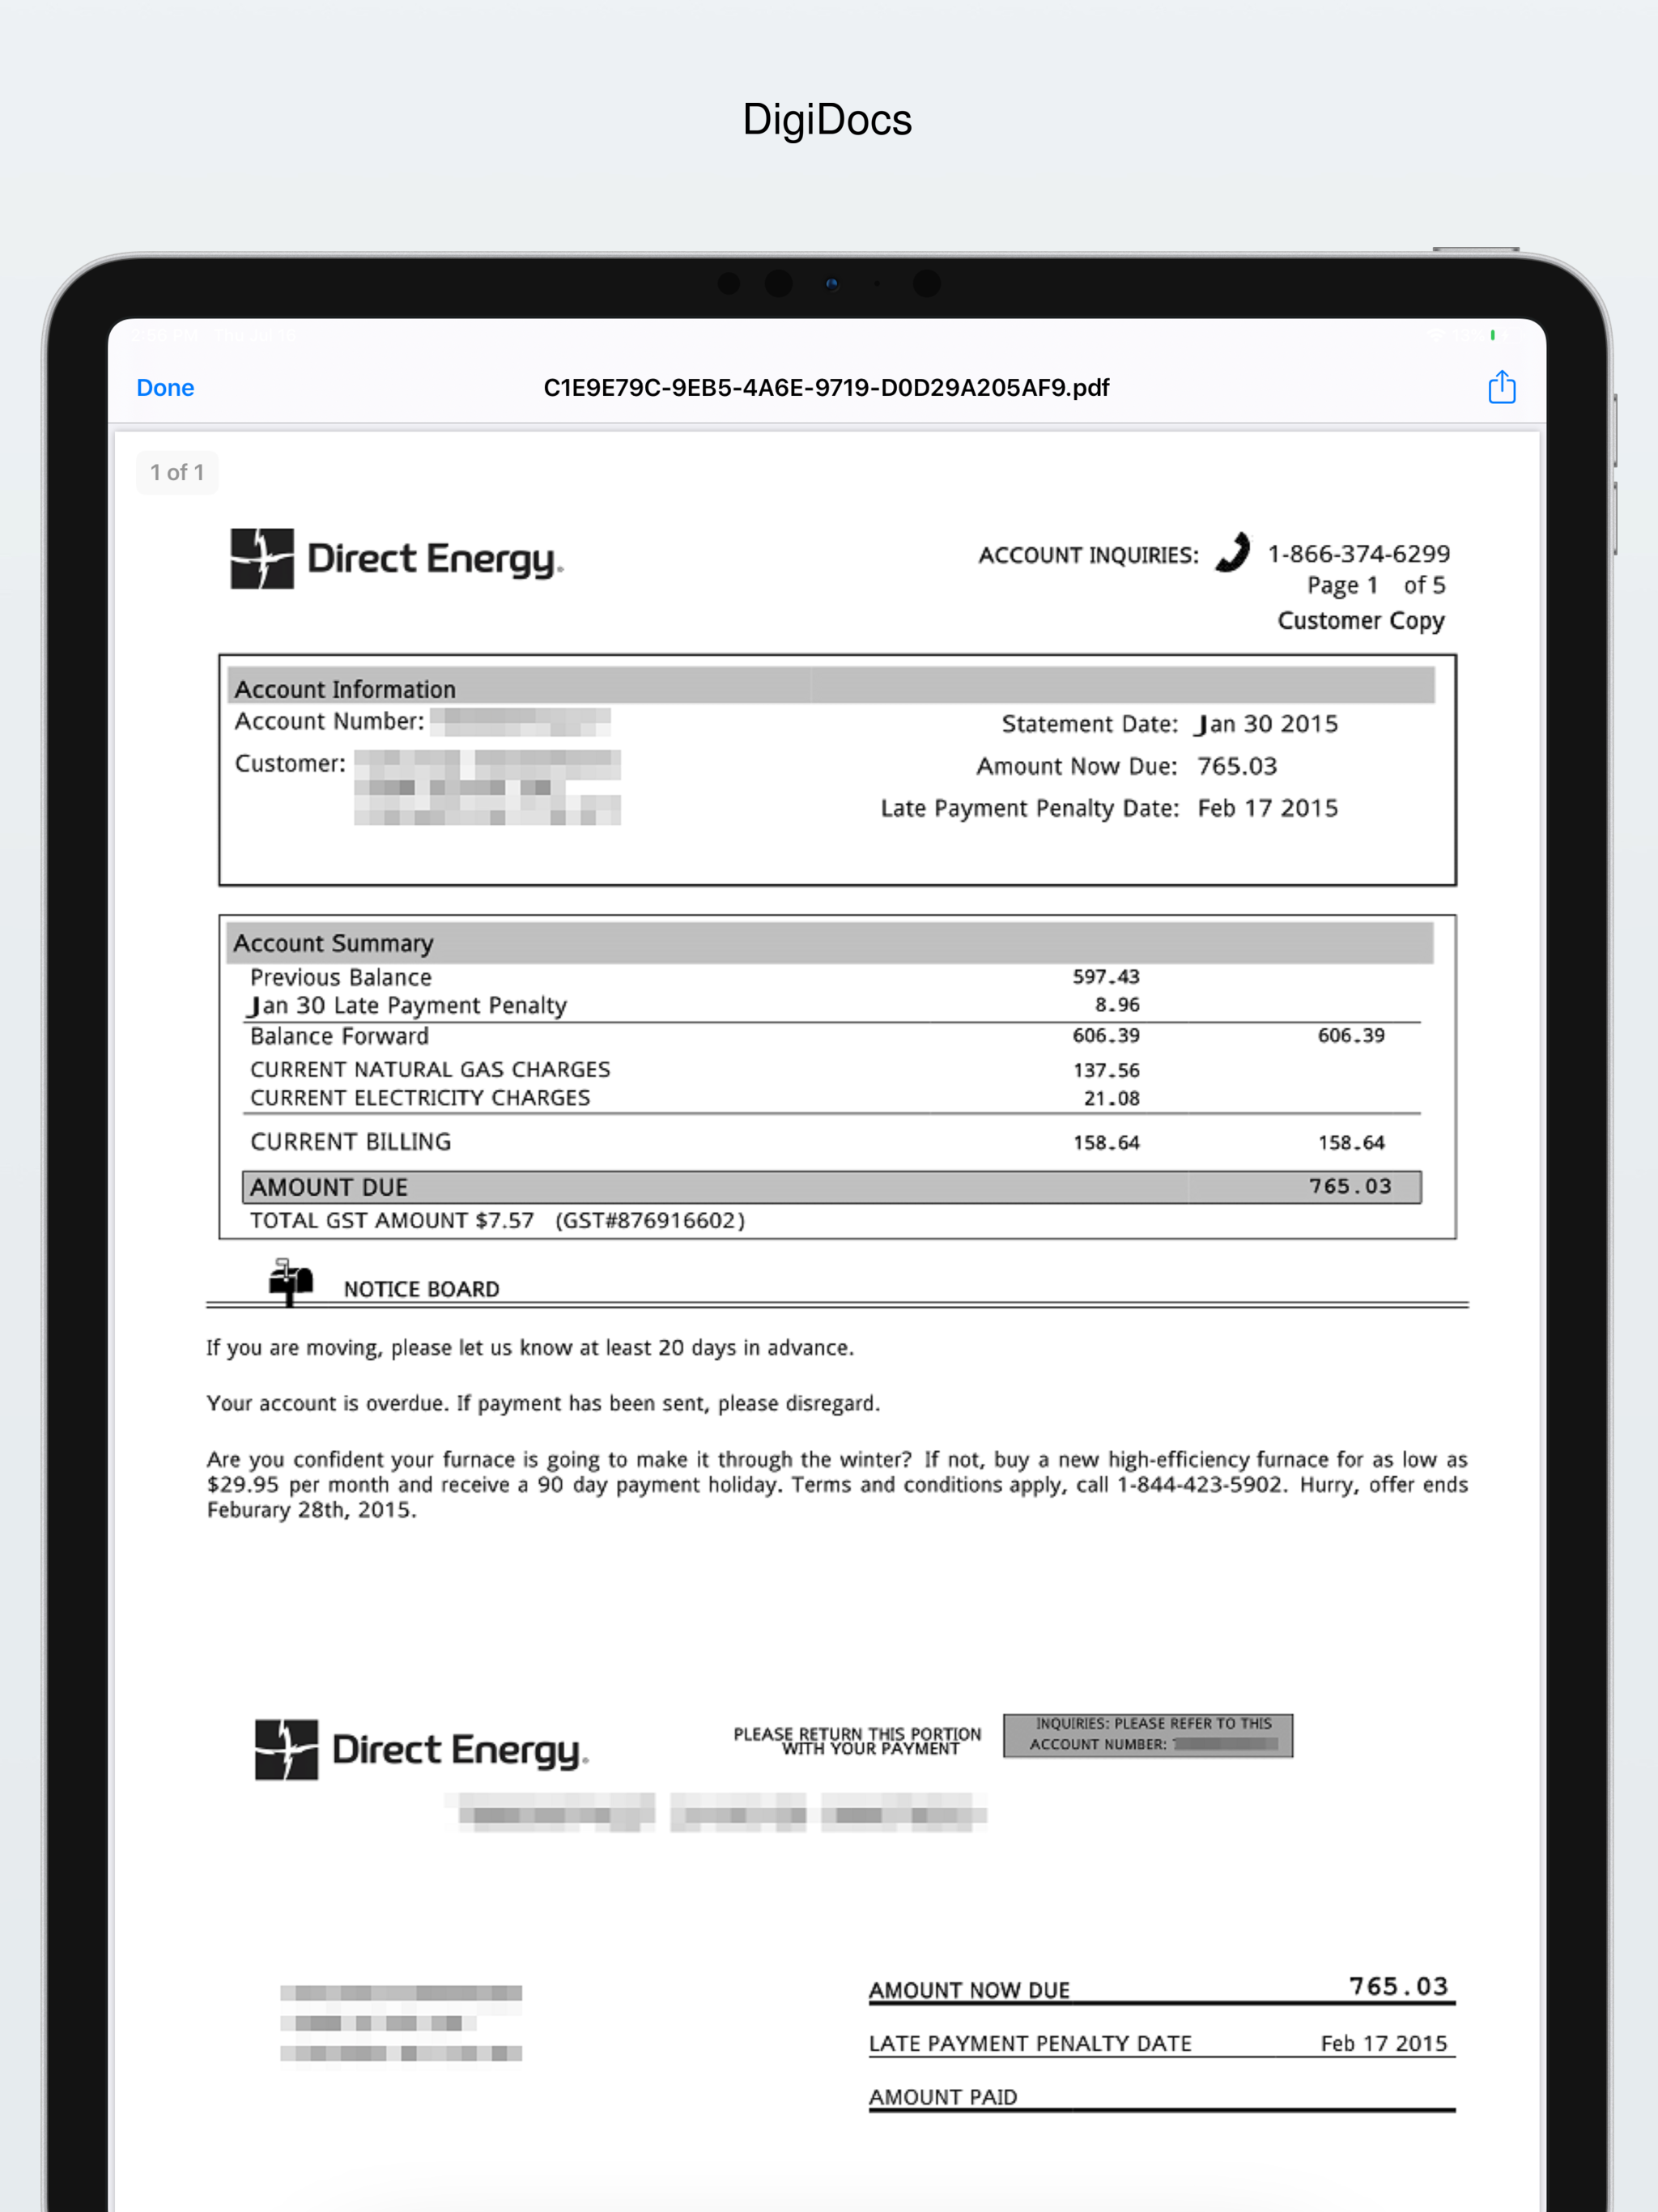 DigiDocs
Done
C1E9E79C-9EB5-4A6E-9719-D0D29A205AF9.pdf
1 of 1
Direct Energy®
ACCOUNT INQUIRIES: 1-866-374-6299
Page 1 of 5
Customer Copy
Account Information
Account Number:
Statement Date: Jan 30 2015
Customer:
Amount Now Due: 765.03
Late Payment Penalty Date: Feb 17 2015
Account Summary
Previous Balance 597.43
Jan 30 Late Payment Penalty 8.96
Balance Forward 606.39 606.39
CURRENT NATURAL GAS CHARGES 137.56
CURRENT ELECTRICITY CHARGES 21.08
CURRENT BILLING 158.64 158.64
AMOUNT DUE 765.03
TOTAL GST AMOUNT $7.57 (GST#876916602)
NOTICE BOARD
If you are moving, please let us know at least 20 days in advance.
Your account is overdue. If payment has been sent, please disregard.
Are you confident your furnace is going to make it through the winter? If not, buy a new high-efficiency furnace for as low as
$29.95 per month and receive a 90 day payment holiday. Terms and conditions apply, call 1-844-423-5902. Hurry, offer ends
Feburary 28th, 2015.
Direct Energy®
PLEASE RETURN THIS PORTION
WITH YOUR PAYMENT
INQUIRIES: PLEASE REFER TO THIS
ACCOUNT NUMBER:
AMOUNT NOW DUE 765.03
LATE PAYMENT PENALTY DATE Feb 17 2015
AMOUNT PAID